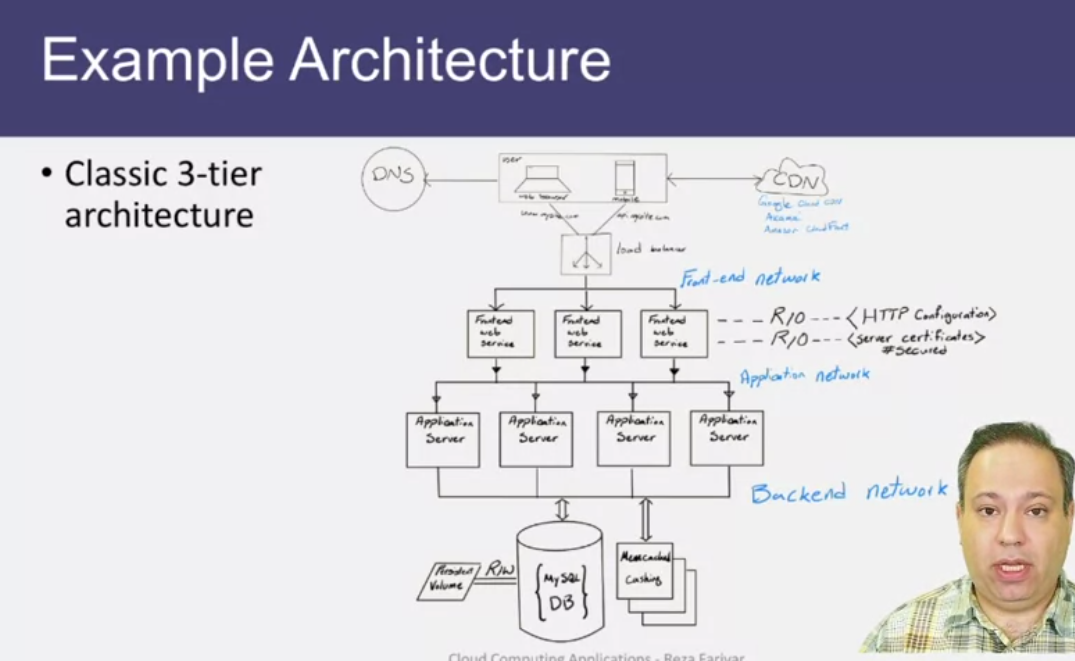 Example Architecture
• Classic 3-tier
architecture
DNS
user
web browser
mobile
www.mysite.com
api.mysite.com
CDN
Google Cloud CDN
Amazon CloudFront
load balancer
Front-end network
Frontend
web
service
Frontend
web
service
Frontend
web
service
R/O
<HTTP Configuration>
R/O
<server certificates>
#secured
Application network
Application
Server
Application
Server
Application
Server
Application
Server
Backend network
Persistent
Volume
R/W
MySQL
DB
Memcached
Cashing
Cloud Computing Applications - Reza Farivar